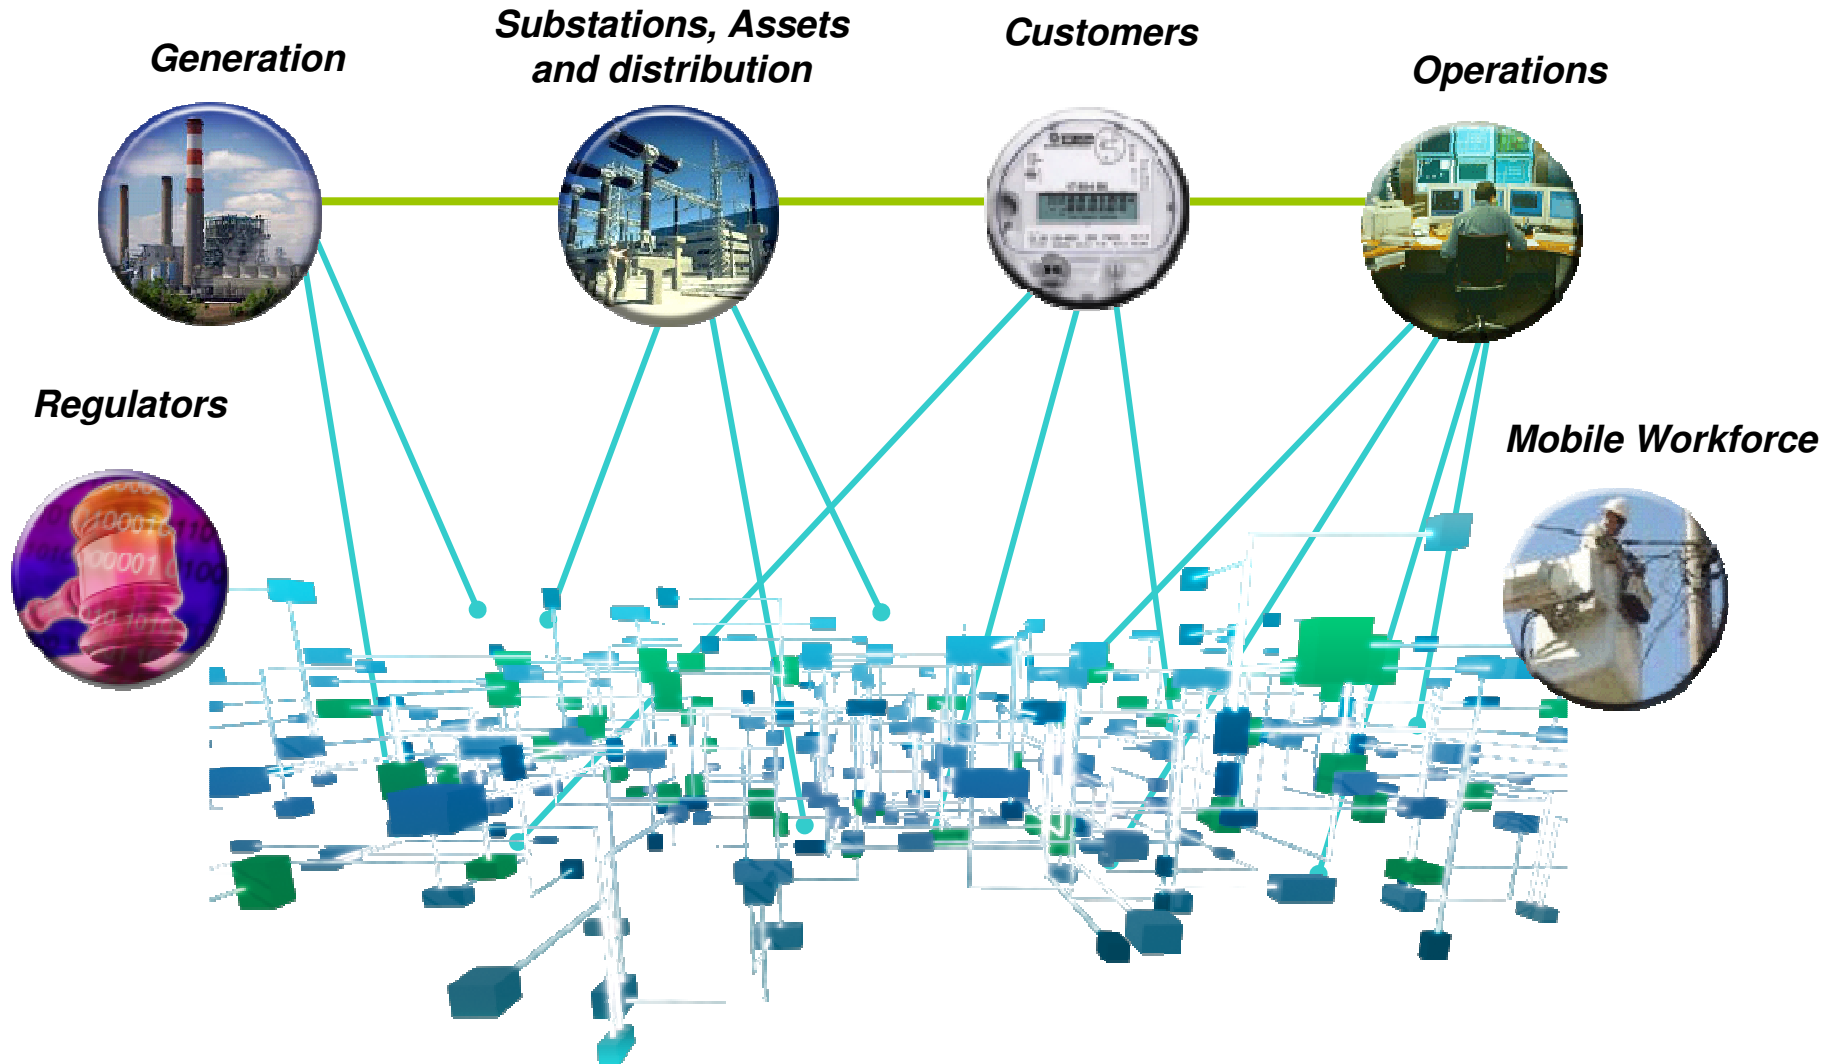 Generation
Substations, Assets
and distribution
Customers
Operations
Regulators
Mobile Workforce